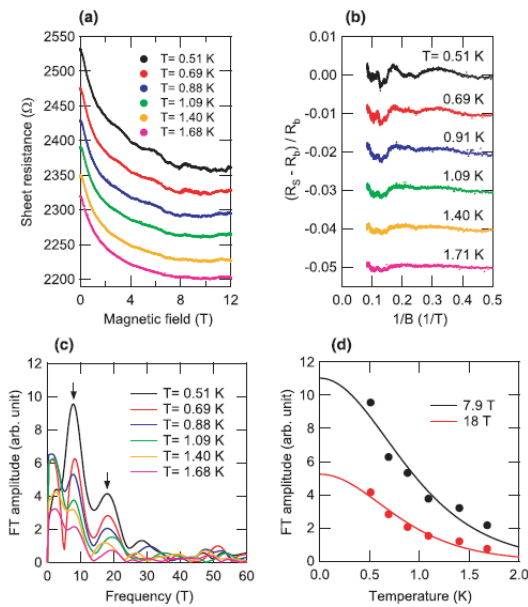 (a)
2550
2500
2450
2400
2350
2300
2250
2200
Sheet resistance (Ω)
T= 0.51 K
T= 0.69 K
T= 0.88 K
T= 1.09 K
T= 1.40 K
T= 1.68 K
0 4 8 12
Magnetic field (T)
(b)
0.01
0.00
-0.01
-0.02
-0.03
-0.04
-0.05
(RS - Rb) / Rb
T= 0.51 K
0.69 K
0.91 K
1.09 K
1.40 K
1.71 K
0.0 0.1 0.2 0.3 0.4 0.5
1/B (1/T)
(c)
12
10
8
6
4
2
0
FT amplitude (arb. unit)
T= 0.51 K
T= 0.69 K
T= 0.88 K
T= 1.09 K
T= 1.40 K
T= 1.68 K
0 10 20 30 40 50 60
Frequency (T)
(d)
12
10
8
6
4
2
0
FT amplitude (arb. unit)
7.9 T
18 T
0.0 0.5 1.0 1.5 2.0
Temperature (K)